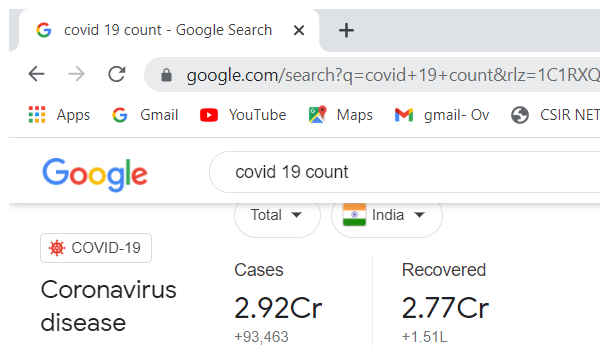 covid 19 count - Google Search
google.com/search?q=covid+19+count&rlz=1C1RXQ
Apps Gmail YouTube Maps gmail- Ov CSIR NET
Google covid 19 count
Total India
COVID-19
Coronavirus
disease
Cases
2.92Cr
+93,463
Recovered
2.77Cr
+1.51L